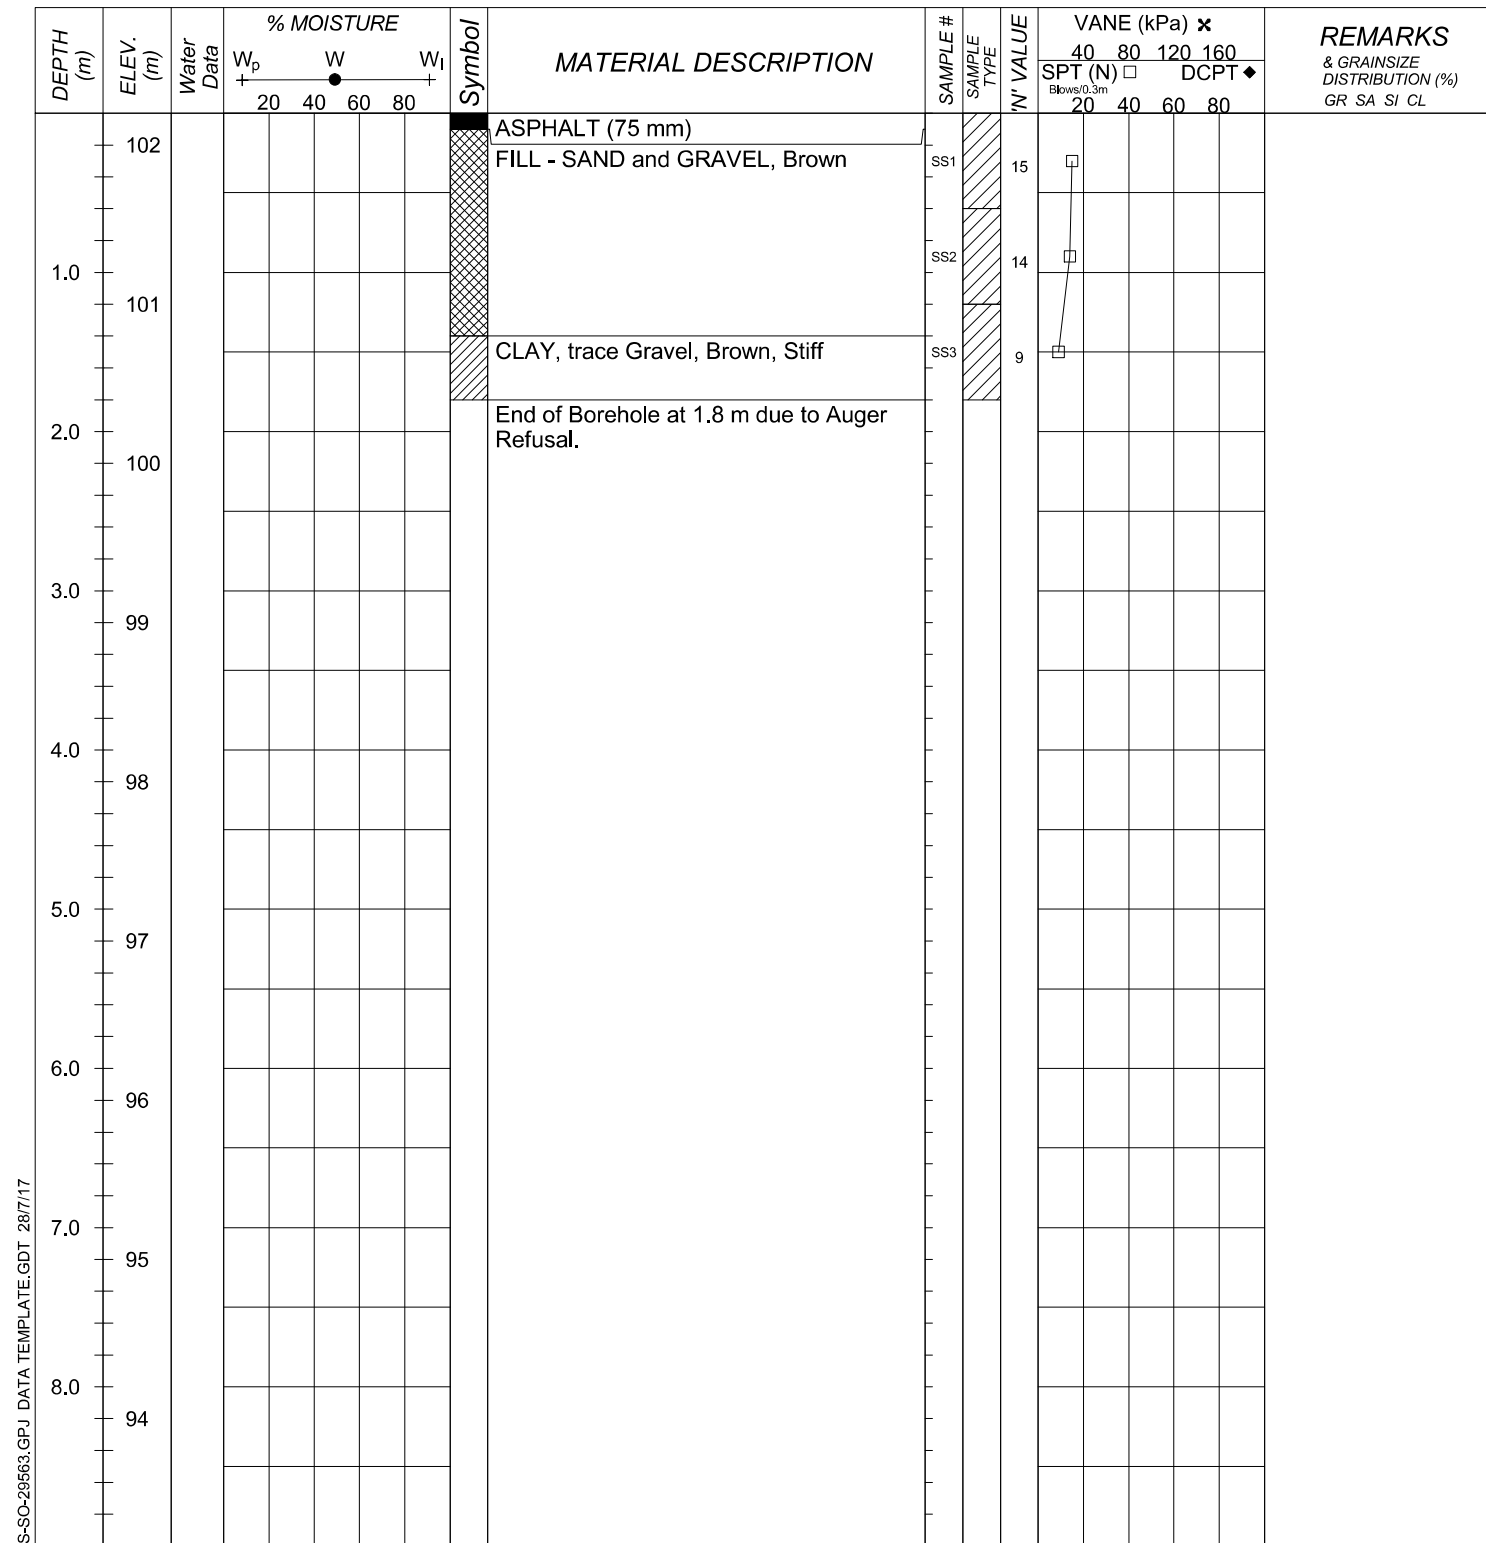 DEPTH (m)
ELEV. (m)
Water Data
% MOISTURE
Wp W Wl
20 40 60 80
Symbol
MATERIAL DESCRIPTION
SAMPLE #
SAMPLE TYPE
'N' VALUE
VANE (kPa) ✖
40 80 120 160
SPT (N) □ DCPT ◆
Blows/0.3m
20 40 60 80
REMARKS
& GRAINSIZE
DISTRIBUTION (%)
GR SA SI CL
ASPHALT (75 mm)
102
FILL - SAND and GRAVEL, Brown
SS1
15
SS2
14
1.0
101
CLAY, trace Gravel, Brown, Stiff
SS3
9
End of Borehole at 1.8 m due to Auger
Refusal.
2.0
100
3.0
99
4.0
98
5.0
97
6.0
96
7.0
95
8.0
94
S-SO-29563.GPJ DATA TEMPLATE.GDT 28/7/17